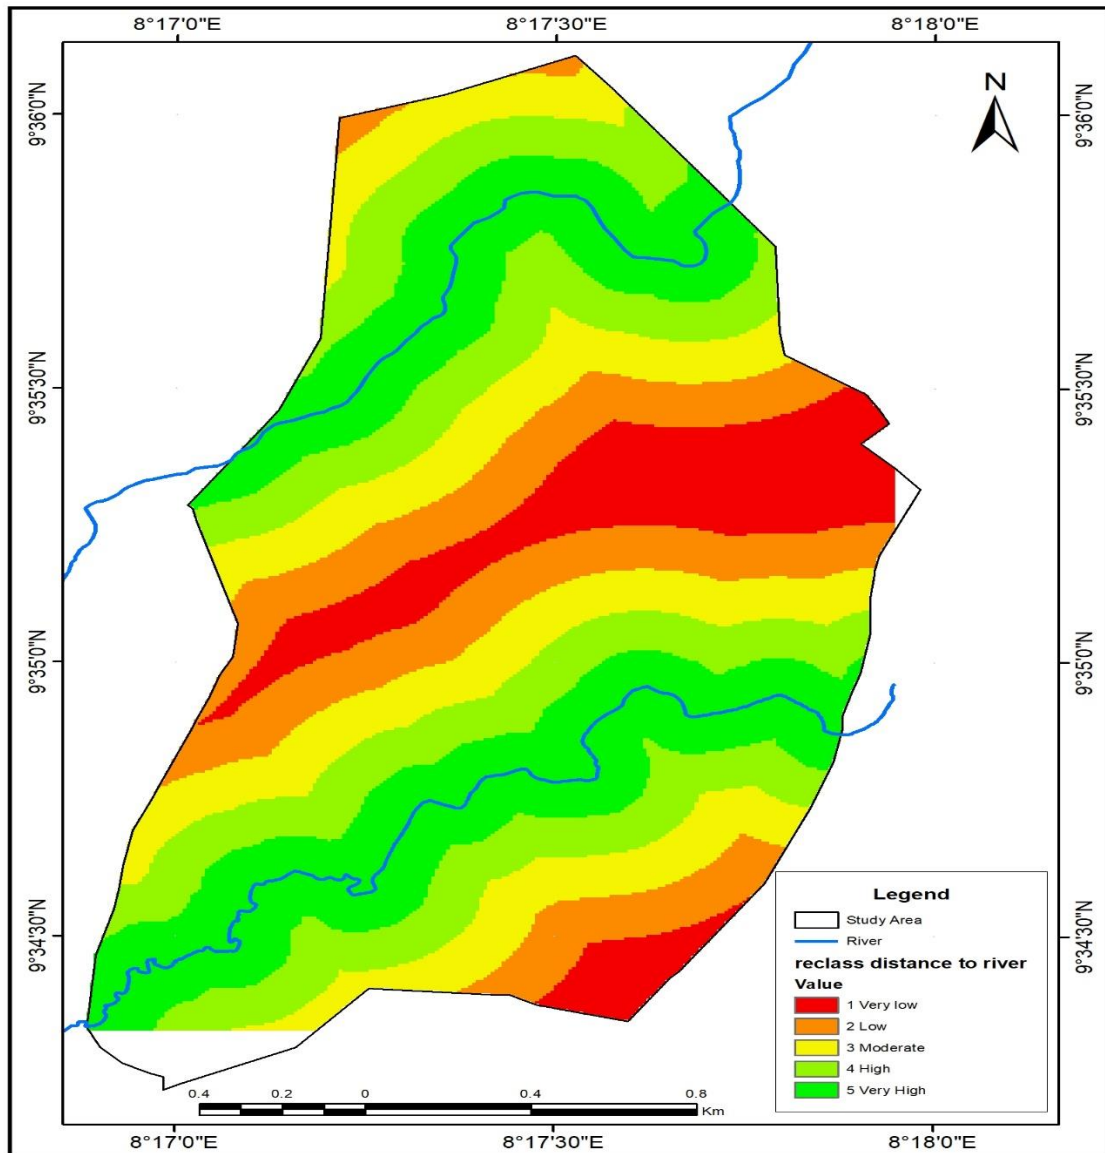 8°17'0"E 8°17'30"E 8°18'0"E
N
9°36'0"N 9°36'0"N
9°35'30"N 9°35'30"N
9°35'0"N 9°35'0"N
9°34'30"N 9°34'30"N
Legend
Study Area
River
reclass distance to river
Value
1 Very low
2 Low
3 Moderate
4 High
5 Very High
0.4 0.2 0 0.4 0.8
Km
8°17'0"E 8°17'30"E 8°18'0"E